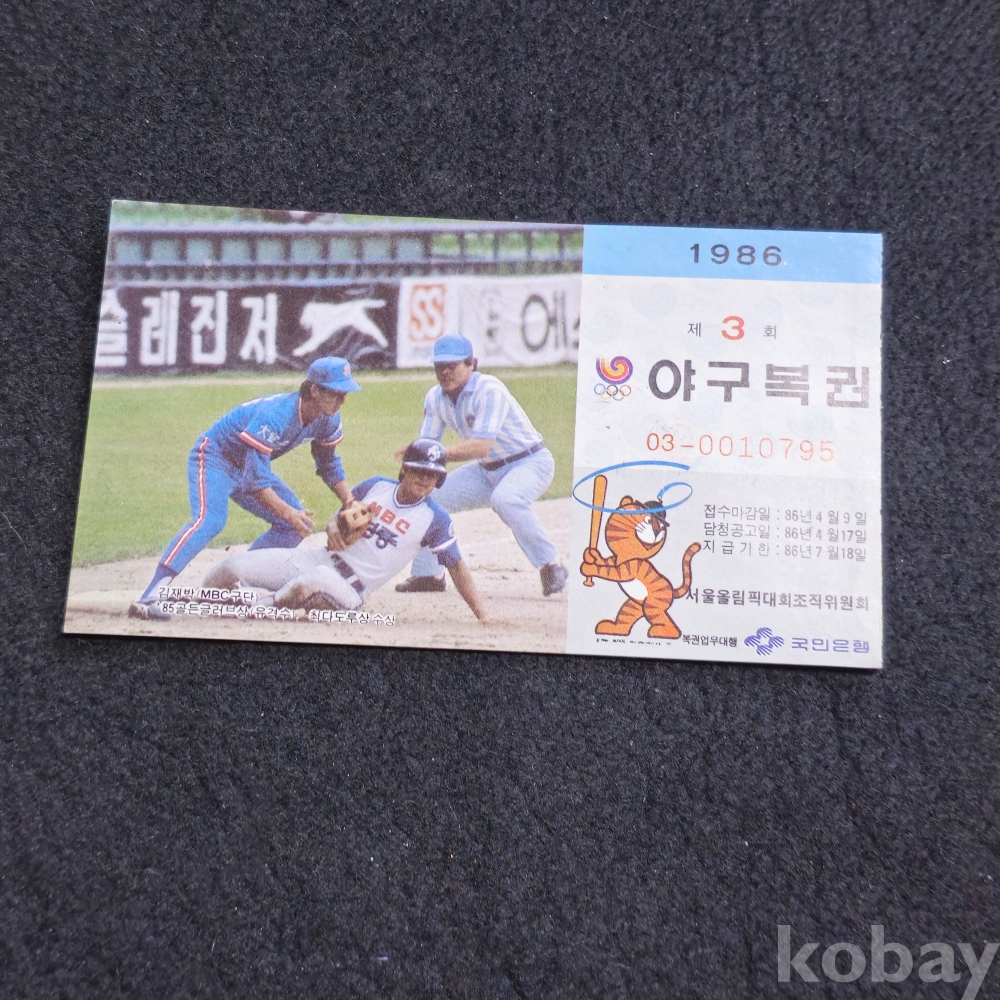 슬레진저
SS
에스
大
MBC
청룡
김재박(MBC구단)
'85골든글러브상(유격수) 최다도루상 수상
1986
제 3 회
야구복권
03-0010795
접수마감일 : 86년 4월 9일
당첨공고일 : 86년 4월17일
지급기한 : 86년 7월18일
서울올림픽대회조직위원회
복권업무대행 국민은행
kobay